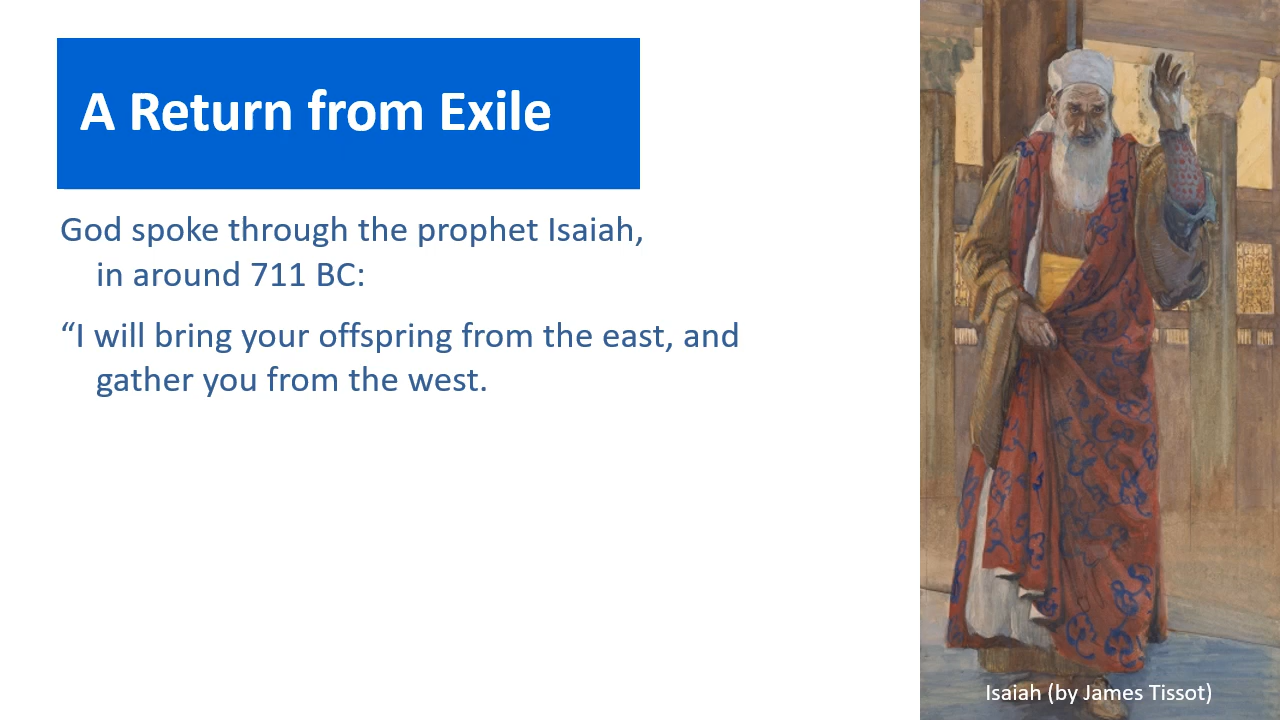 A Return from Exile
God spoke through the prophet Isaiah,
in around 711 BC:
“I will bring your offspring from the east, and
gather you from the west.
Isaiah (by James Tissot)